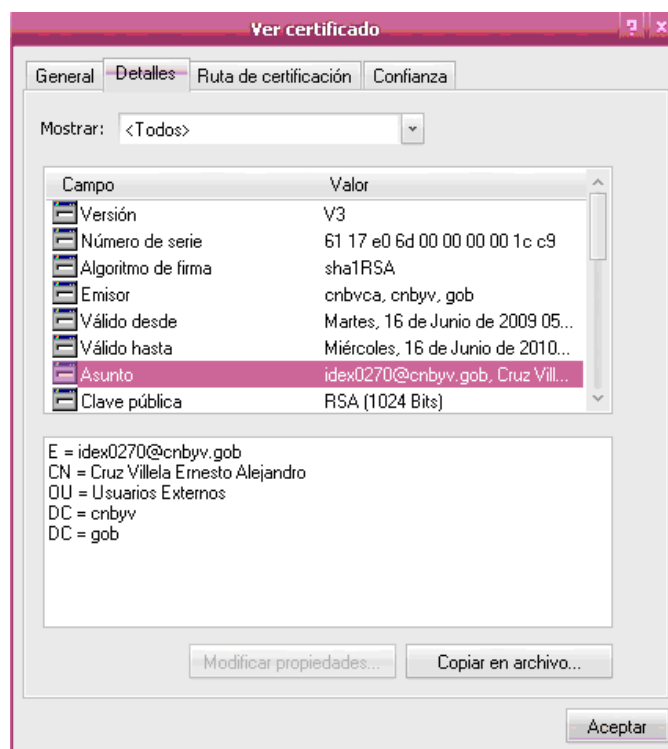 Ver certificado
General Detalles Ruta de certificación Confianza
Mostrar: <Todos>
Campo Valor
Versión V3
Número de serie 61 17 e0 6d 00 00 00 00 1c c9
Algoritmo de firma sha1RSA
Emisor cnbvca, cnbyv, gob
Válido desde Martes, 16 de Junio de 2009 05...
Válido hasta Miércoles, 16 de Junio de 2010...
Asunto idex0270@cnbyv.gob, Cruz Vill...
Clave pública RSA (1024 Bits)
E = idex0270@cnbyv.gob
CN = Cruz Villela Ernesto Alejandro
OU = Usuarios Externos
DC = cnbyv
DC = gob
Modificar propiedades... Copiar en archivo...
Aceptar